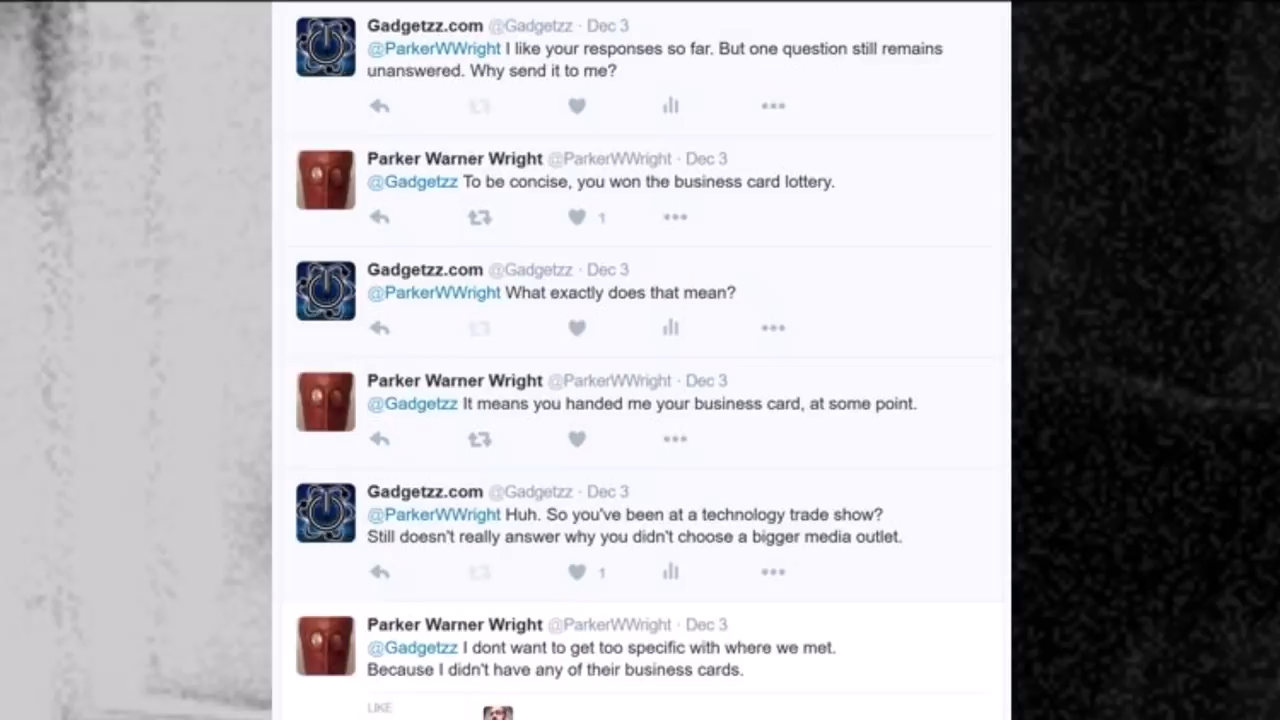 Gadgetzz.com @Gadgetzz · Dec 3
@ParkerWWright I like your responses so far. But one question still remains
unanswered. Why send it to me?
Parker Warner Wright @ParkerWWright · Dec 3
@Gadgetzz To be concise, you won the business card lottery.
1
Gadgetzz.com @Gadgetzz · Dec 3
@ParkerWWright What exactly does that mean?
Parker Warner Wright @ParkerWWright · Dec 3
@Gadgetzz It means you handed me your business card, at some point.
Gadgetzz.com @Gadgetzz · Dec 3
@ParkerWWright Huh. So you've been at a technology trade show?
Still doesn't really answer why you didn't choose a bigger media outlet.
1
Parker Warner Wright @ParkerWWright · Dec 3
@Gadgetzz I dont want to get too specific with where we met.
Because I didn't have any of their business cards.
LIKE